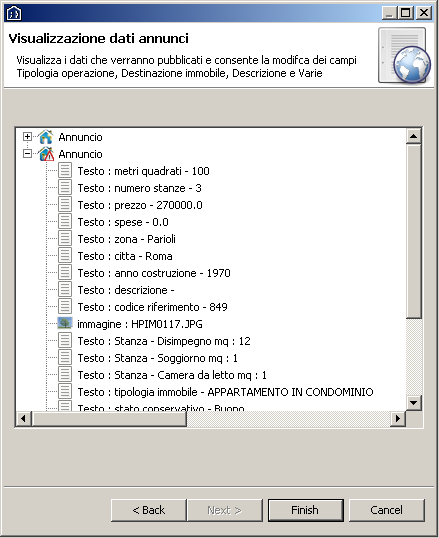 Visualizzazione dati annunci
Visualizza i dati che verranno pubblicati e consente la modifca dei campi
Tipologia operazione, Destinazione immobile, Descrizione e Varie
Annuncio
Annuncio
Testo : metri quadrati - 100
Testo : numero stanze - 3
Testo : prezzo - 270000.0
Testo : spese - 0.0
Testo : zona - Parioli
Testo : citta - Roma
Testo : anno costruzione - 1970
Testo : descrizione -
Testo : codice riferimento - 849
immagine : HPIM0117.JPG
Testo : Stanza - Disimpegno mq : 12
Testo : Stanza - Soggiorno mq : 1
Testo : Stanza - Camera da letto mq : 1
Testo : tipologia immobile - APPARTAMENTO IN CONDOMINIO
Testo : stato conservativo - Buono
< Back Next > Finish Cancel